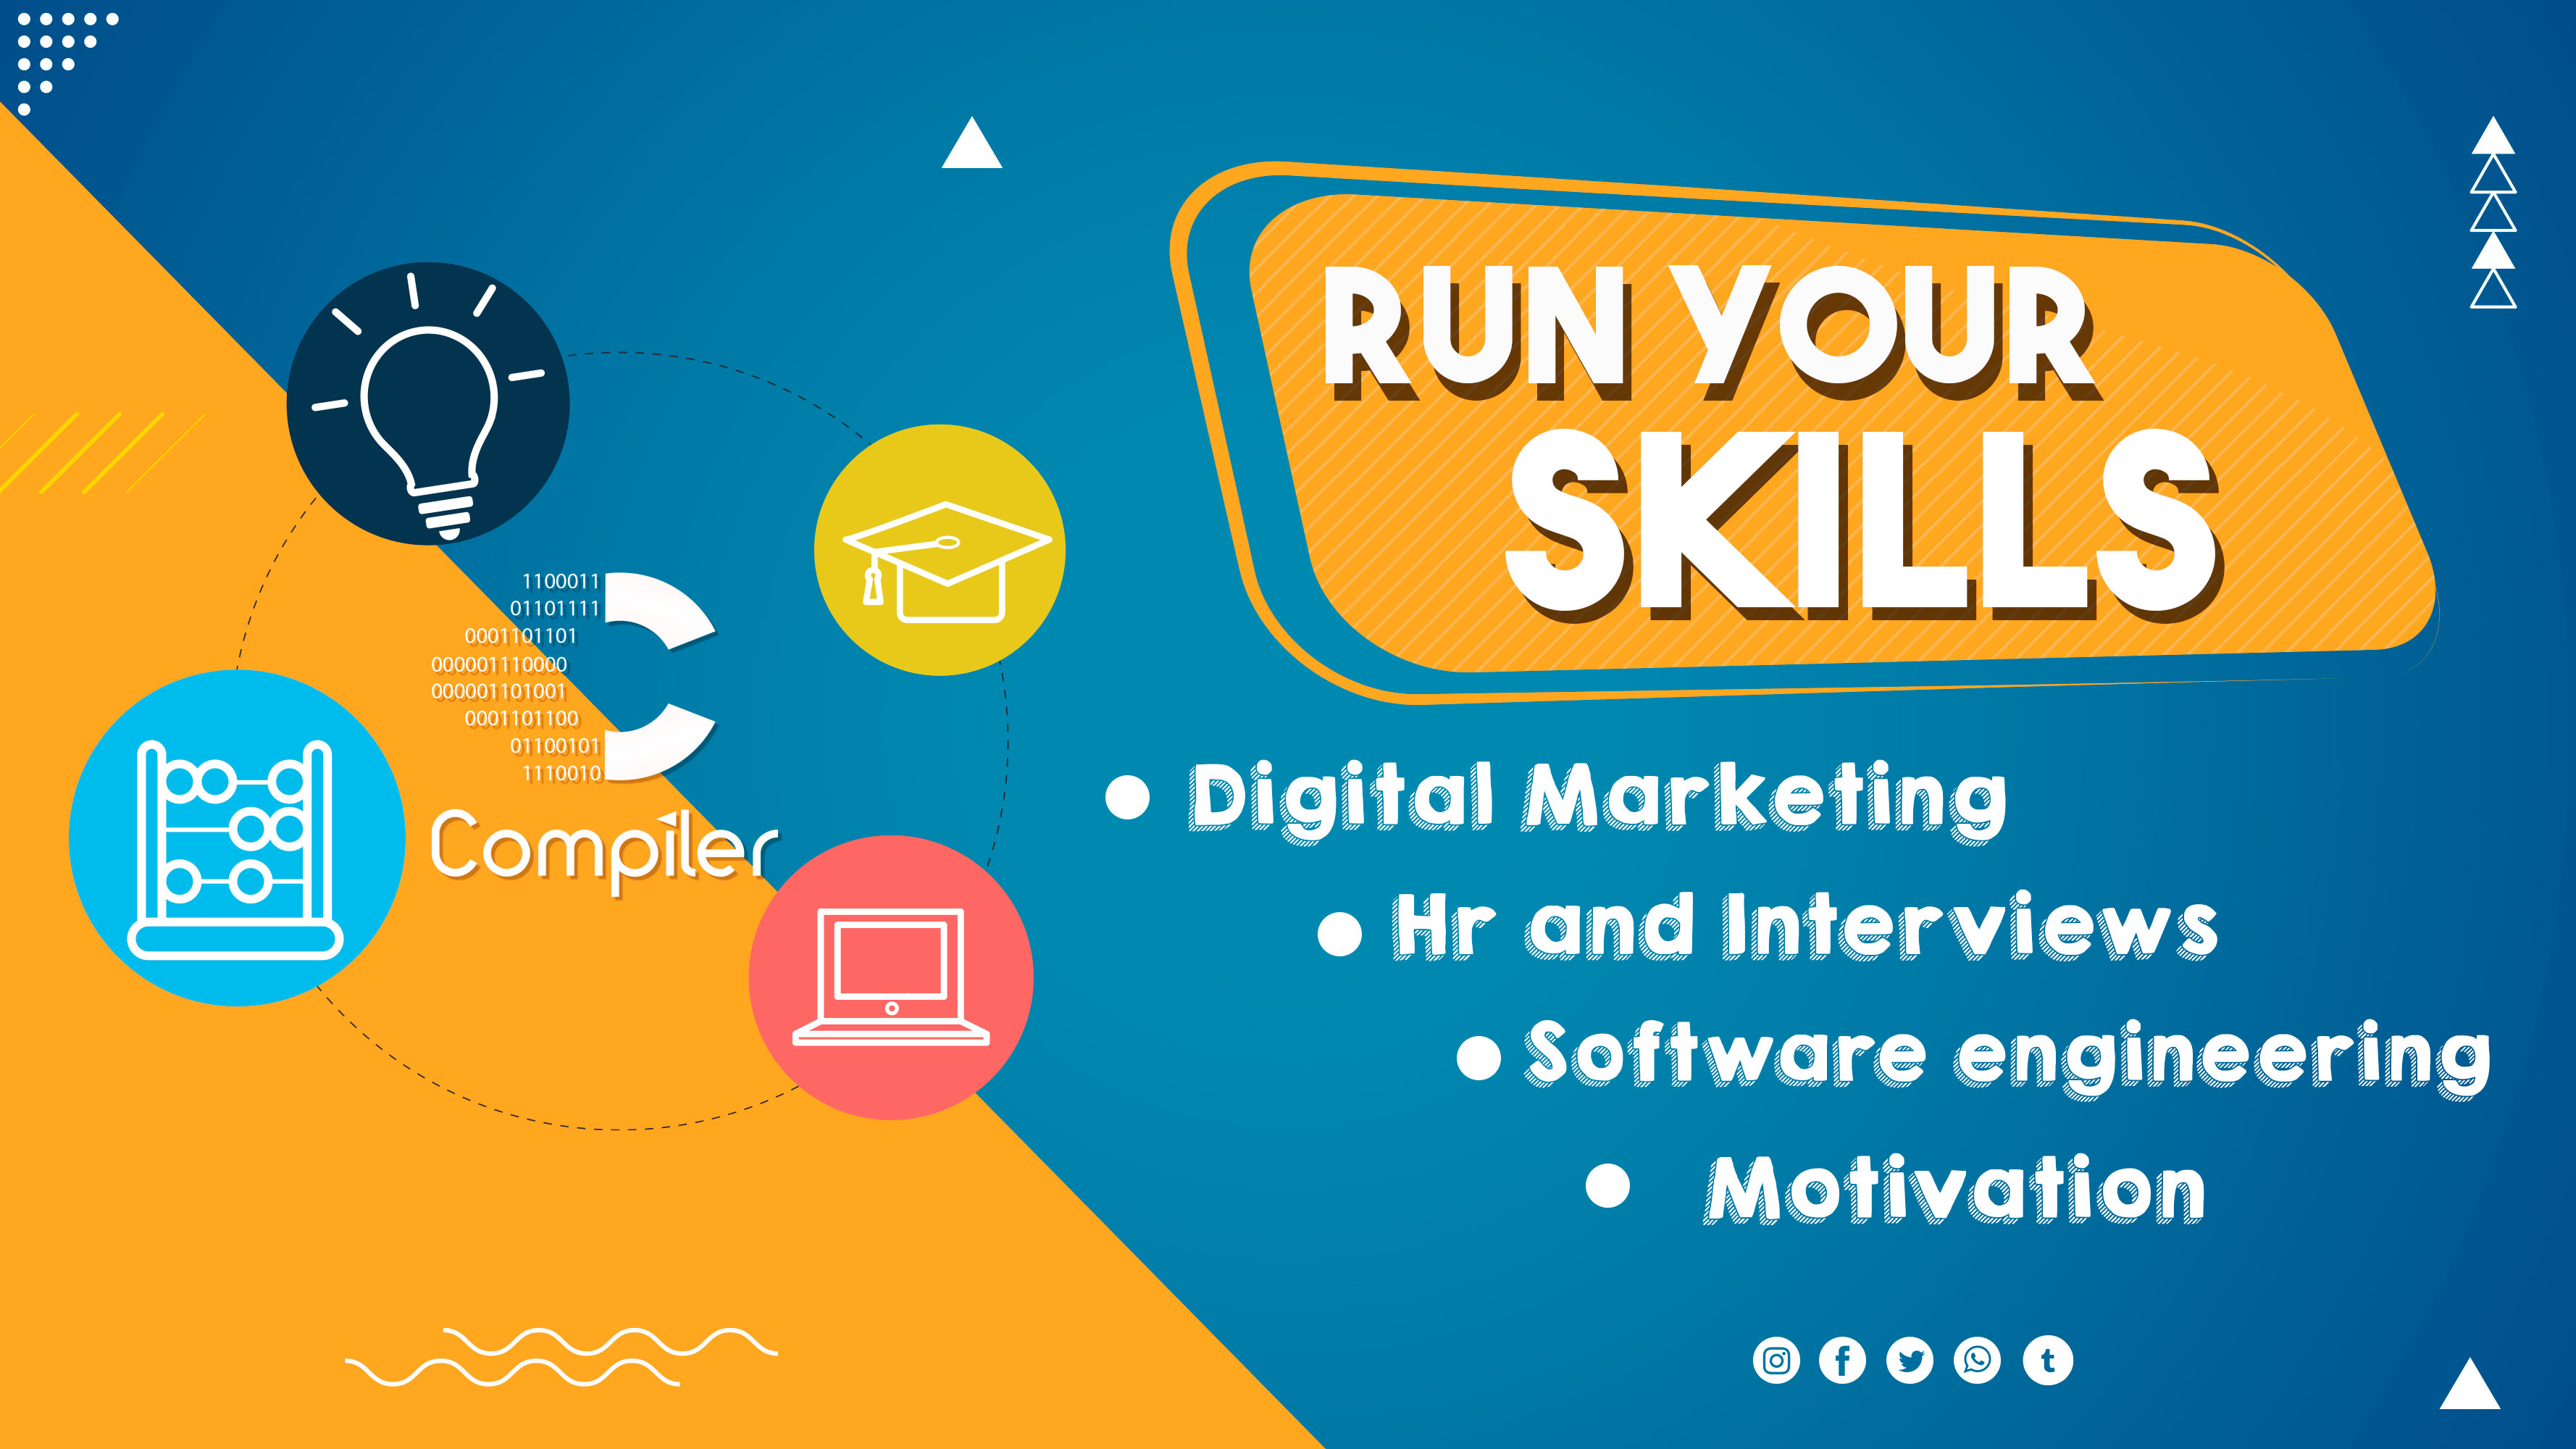 RUN YOUR
SKILLS
1100011
01101111
0001101101
000001110000
000001101001
0001101100
01100101
1110010
Compiler
Digital Marketing
Hr and Interviews
Software engineering
Motivation